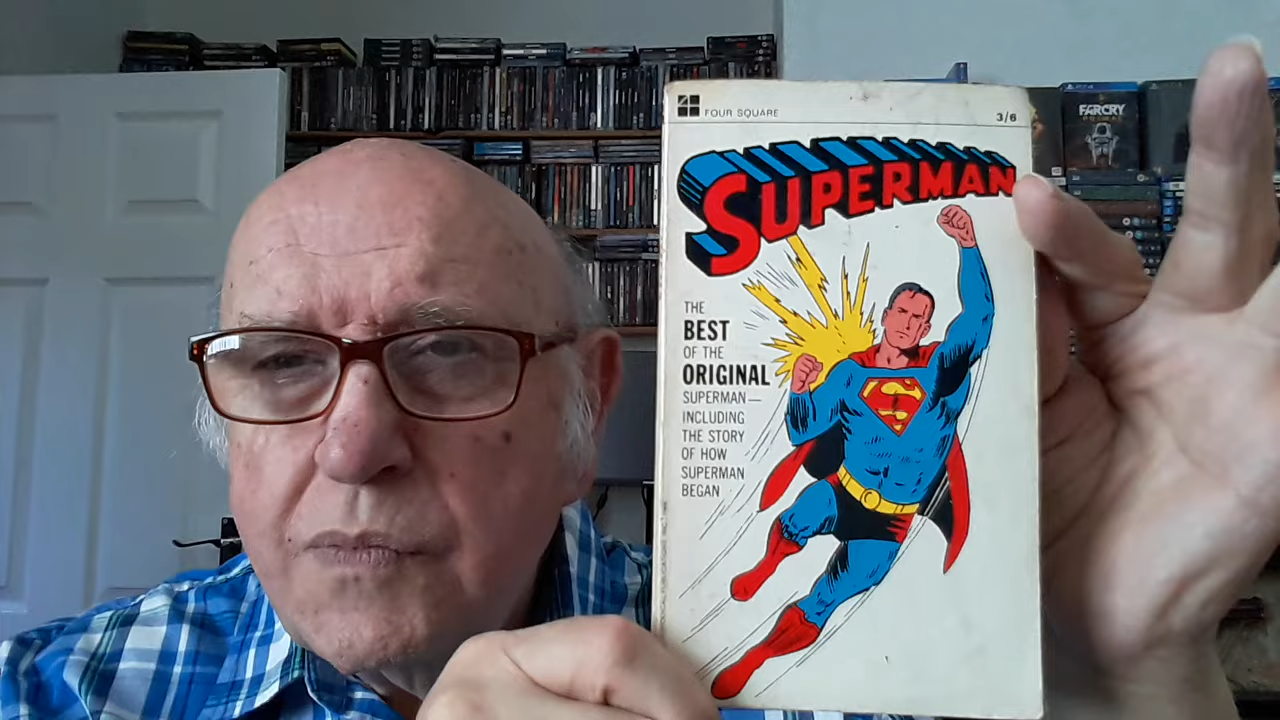 FOUR SQUARE
3/6
SUPERMAN
THE
BEST
OF THE
ORIGINAL
SUPERMAN—
INCLUDING
THE STORY
OF HOW
SUPERMAN
BEGAN
S
FARCRY